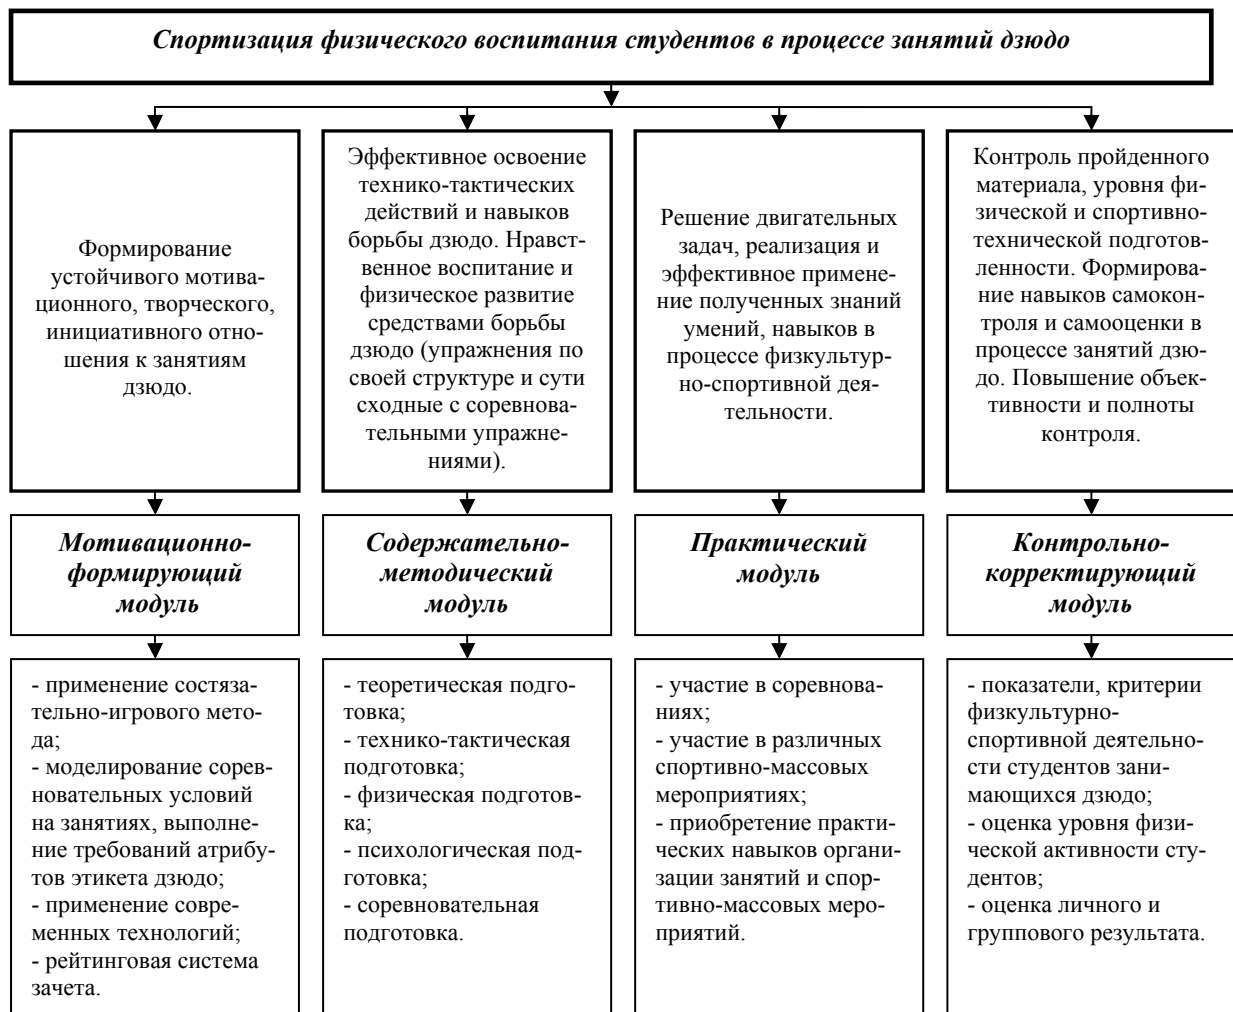 Спортизация физического воспитания студентов в процессе занятий дзюдо
Формирование
устойчивого мотива-
ционного, творческого,
инициативного отно-
шения к занятиям
дзюдо.
Эффективное освоение
технико-тактических
действий и навыков
борьбы дзюдо. Нравст-
венное воспитание и
физическое развитие
средствами борьбы
дзюдо (упражнения по
своей структуре и сути
сходные с соревнова-
тельными упражне-
ниями).
Решение двигательных
задач, реализация и
эффективное примене-
ние полученных знаний
умений, навыков в
процессе физкультур-
но-спортивной дея-
тельности.
Контроль пройденного
материала, уровня фи-
зической и спортивно-
технической подготов-
ленности. Формирова-
ние навыков самокон-
троля и самооценки в
процессе занятий дзю-
до. Повышение объек-
тивности и полноты
контроля.
Мотивационно-
формирующий
модуль
Содержательно-
методический
модуль
Практический
модуль
Контрольно-
корректирующий
модуль
- применение состяза-
тельно-игрового мето-
да;
- моделирование сорев-
новательных условий
на занятиях, выполне-
ние требований атрибу-
тов этикета дзюдо;
- применение совре-
менных технологий;
- рейтинговая система
зачета.
- теоретическая подго-
товка;
- технико-тактическая
подготовка;
- физическая подготов-
ка;
- психологическая под-
готовка;
- соревновательная
подготовка.
- участие в соревнова-
ниях;
- участие в различных
спортивно-массовых
мероприятиях;
- приобретение практи-
ческих навыков органи-
зации занятий и спор-
тивно-массовых меро-
приятий.
- показатели, критерии
физкультурно-
спортивной деятельно-
сти студентов зани-
мающихся дзюдо;
- оценка уровня физи-
ческой активности сту-
дентов;
- оценка личного и
группового результата.